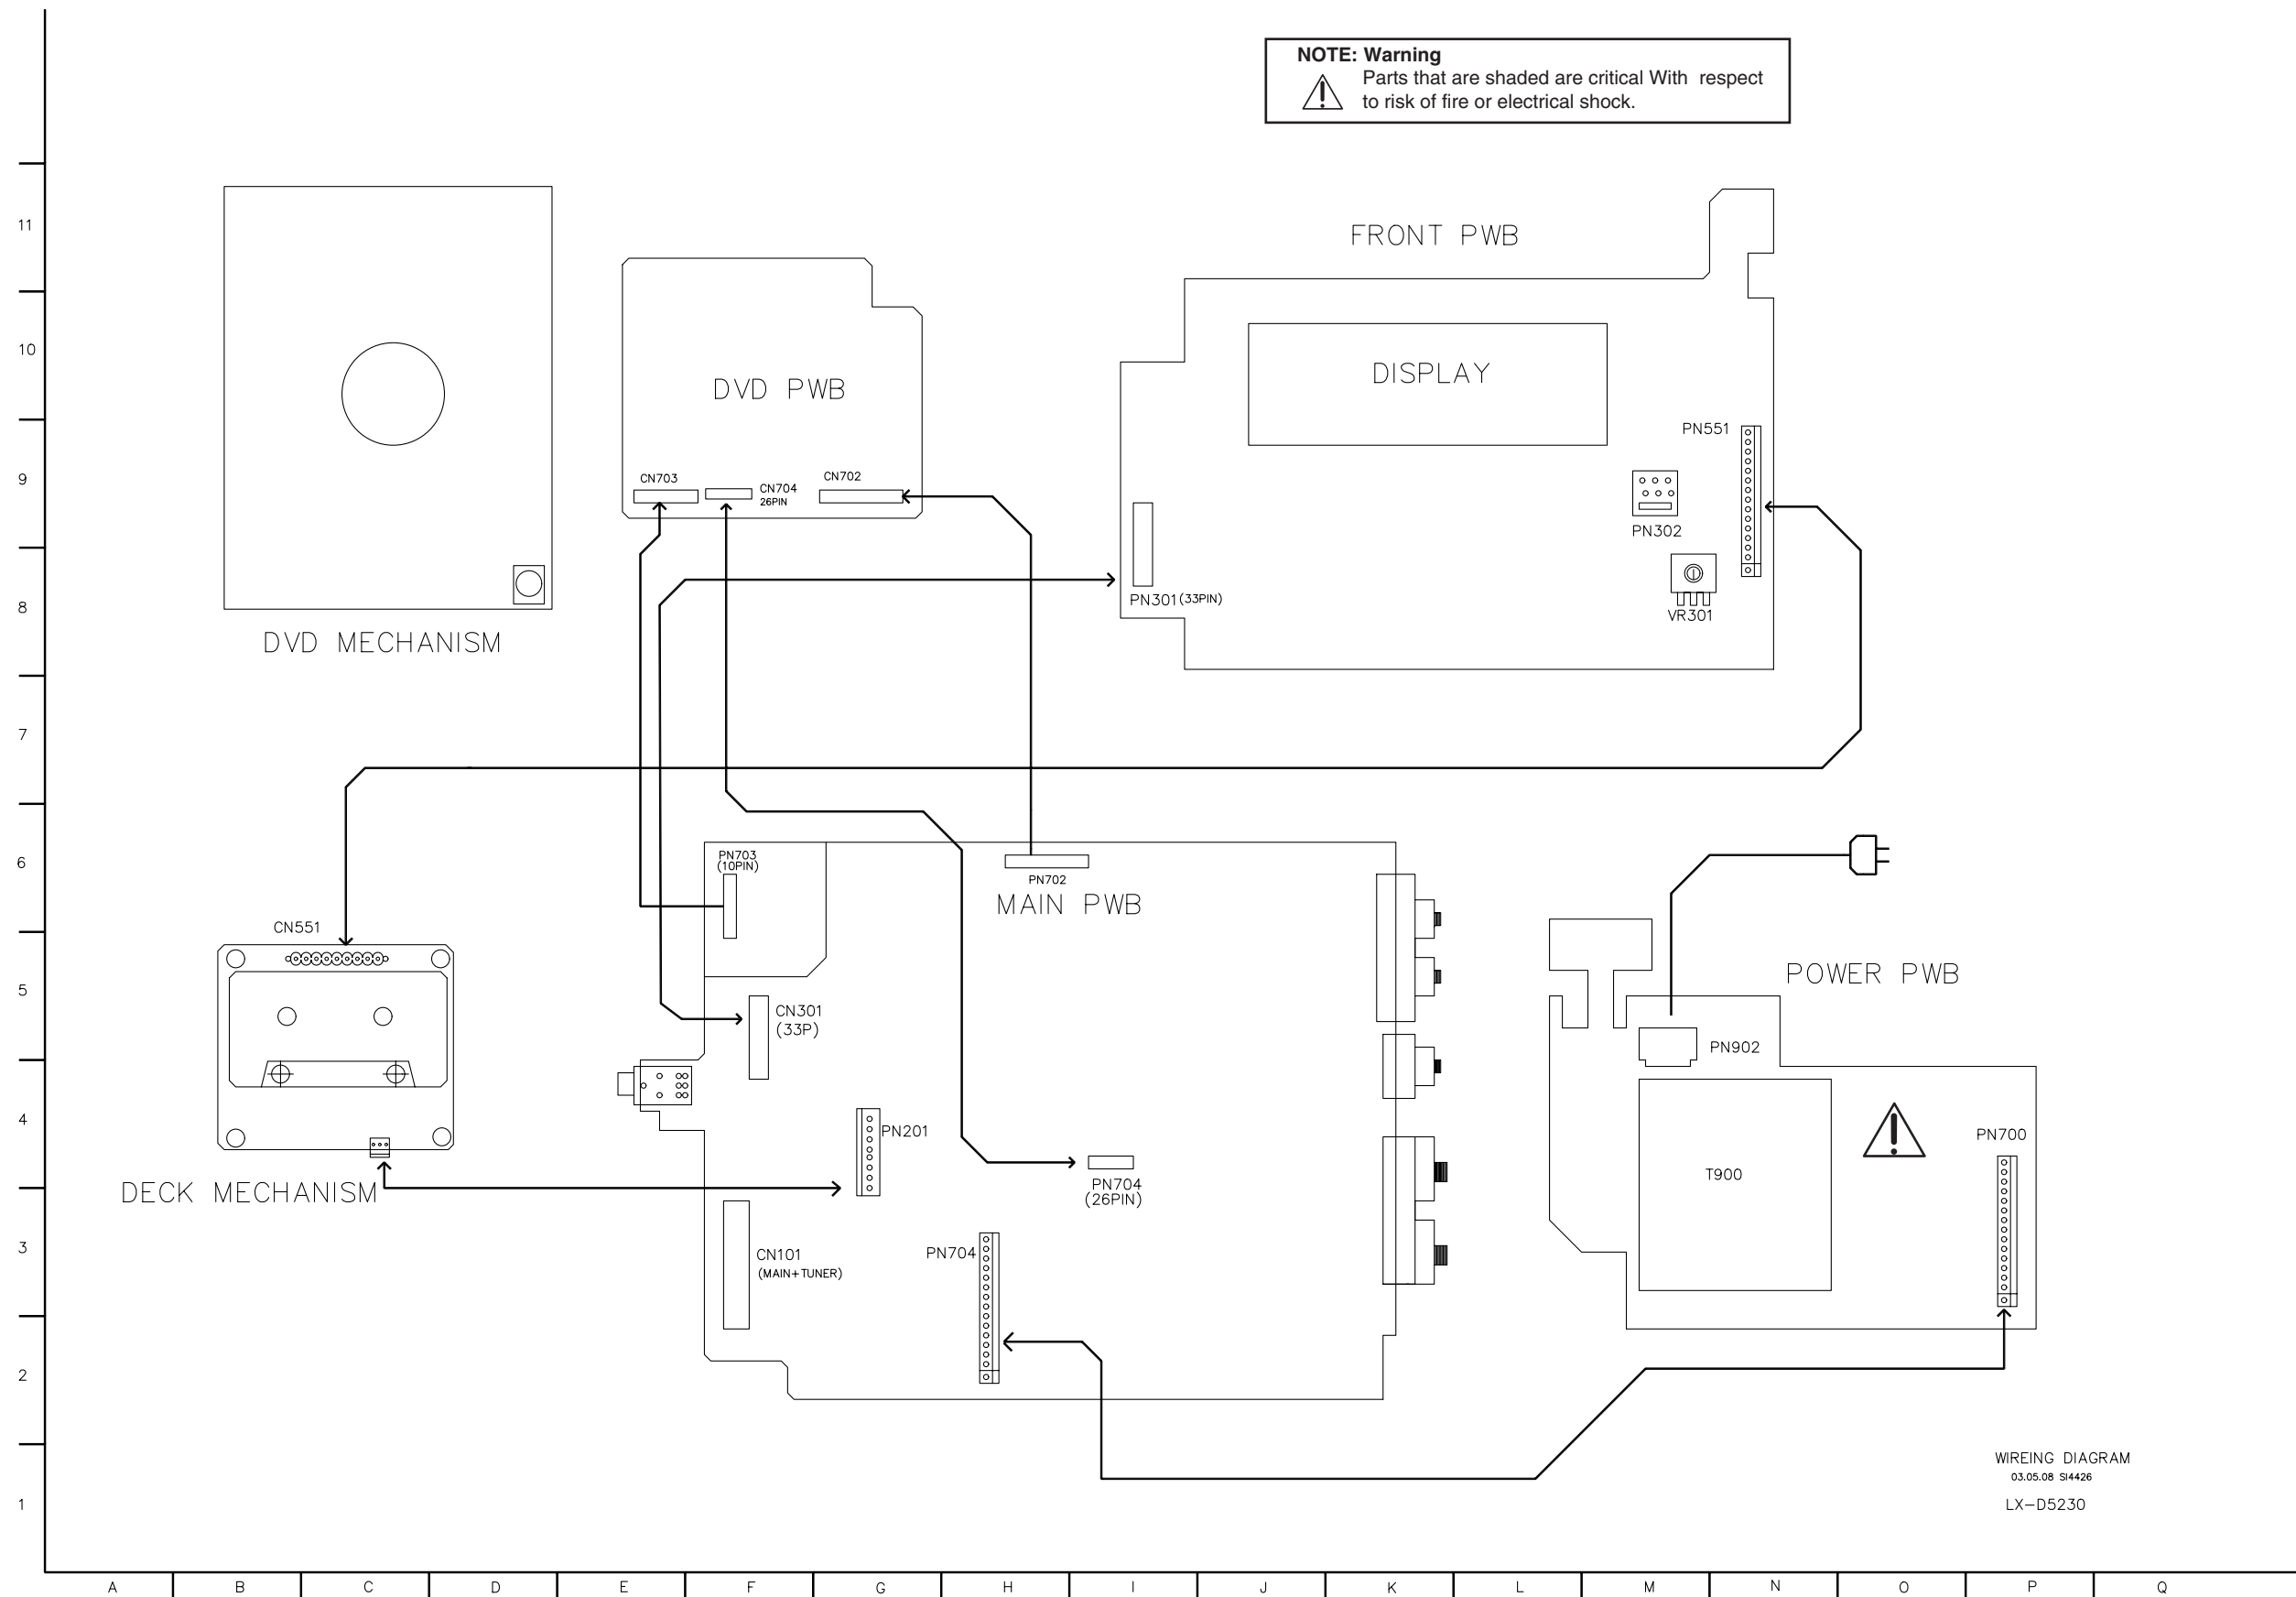 NOTE: Warning
Parts that are shaded are critical With respect
to risk of fire or electrical shock.
11
10
9
8
7
6
5
4
3
2
1
FRONT PWB
DISPLAY
PN551
PN302
VR301
PN301(33PIN)
DVD PWB
CN703
CN704
26PIN
CN702
DVD MECHANISM
PN703
(10PIN)
PN702
MAIN PWB
CN551
CN301
(33P)
POWER PWB
PN902
PN201
PN700
T900
DECK MECHANISM
PN704
(26PIN)
CN101
(MAIN+TUNER)
PN704
WIREING DIAGRAM
03.05.08 SI4426
LX-D5230
A B C D E F G H I J K L M N O P Q